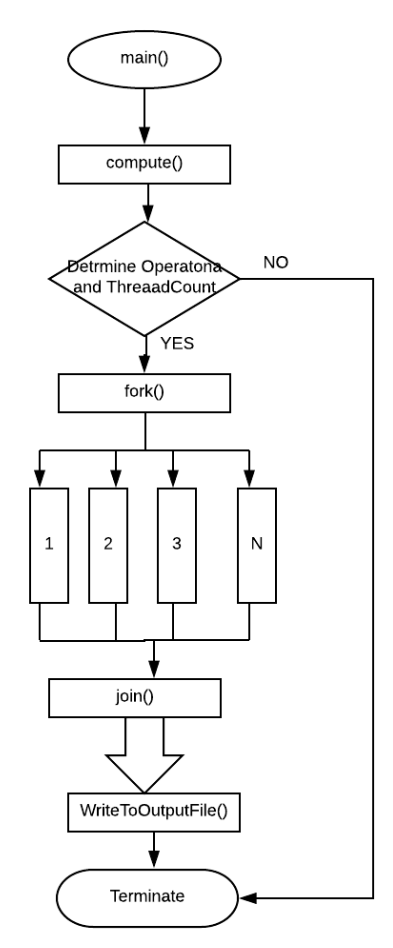 main()
compute()
Detrmine Operatona
and ThreaadCount
NO
YES
fork()
1
2
3
N
join()
WriteToOutputFile()
Terminate